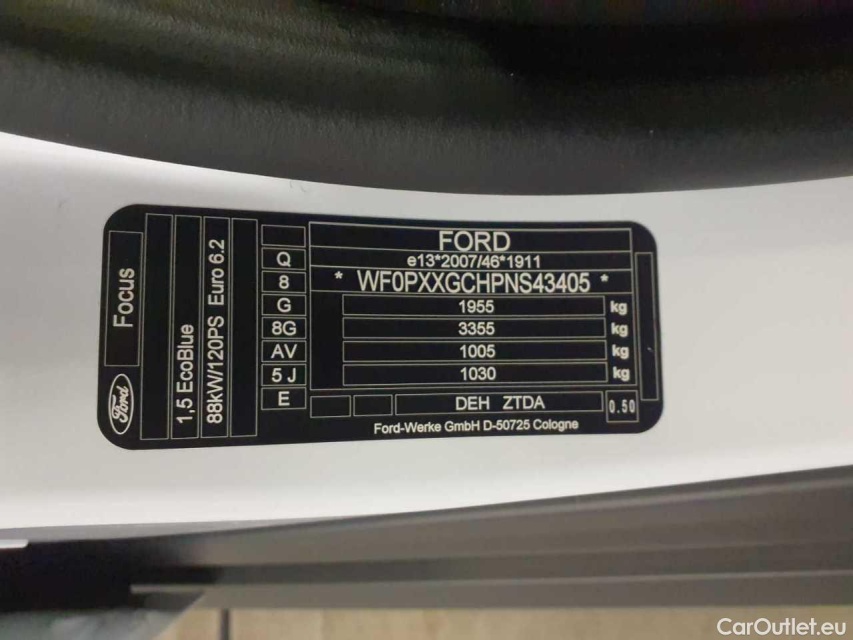 FORD
e13*2007/46*1911
* WF0PXXGCHPNS43405 *
1955 kg
3355 kg
1005 kg
1030 kg
DEH ZTDA
0.50
Ford-Werke GmbH D-50725 Cologne
Q
8
G
8G
AV
5 J
E
Focus
Ford
1,5 EcoBlue
88kW/120PS Euro 6.2
CarOutlet.eu